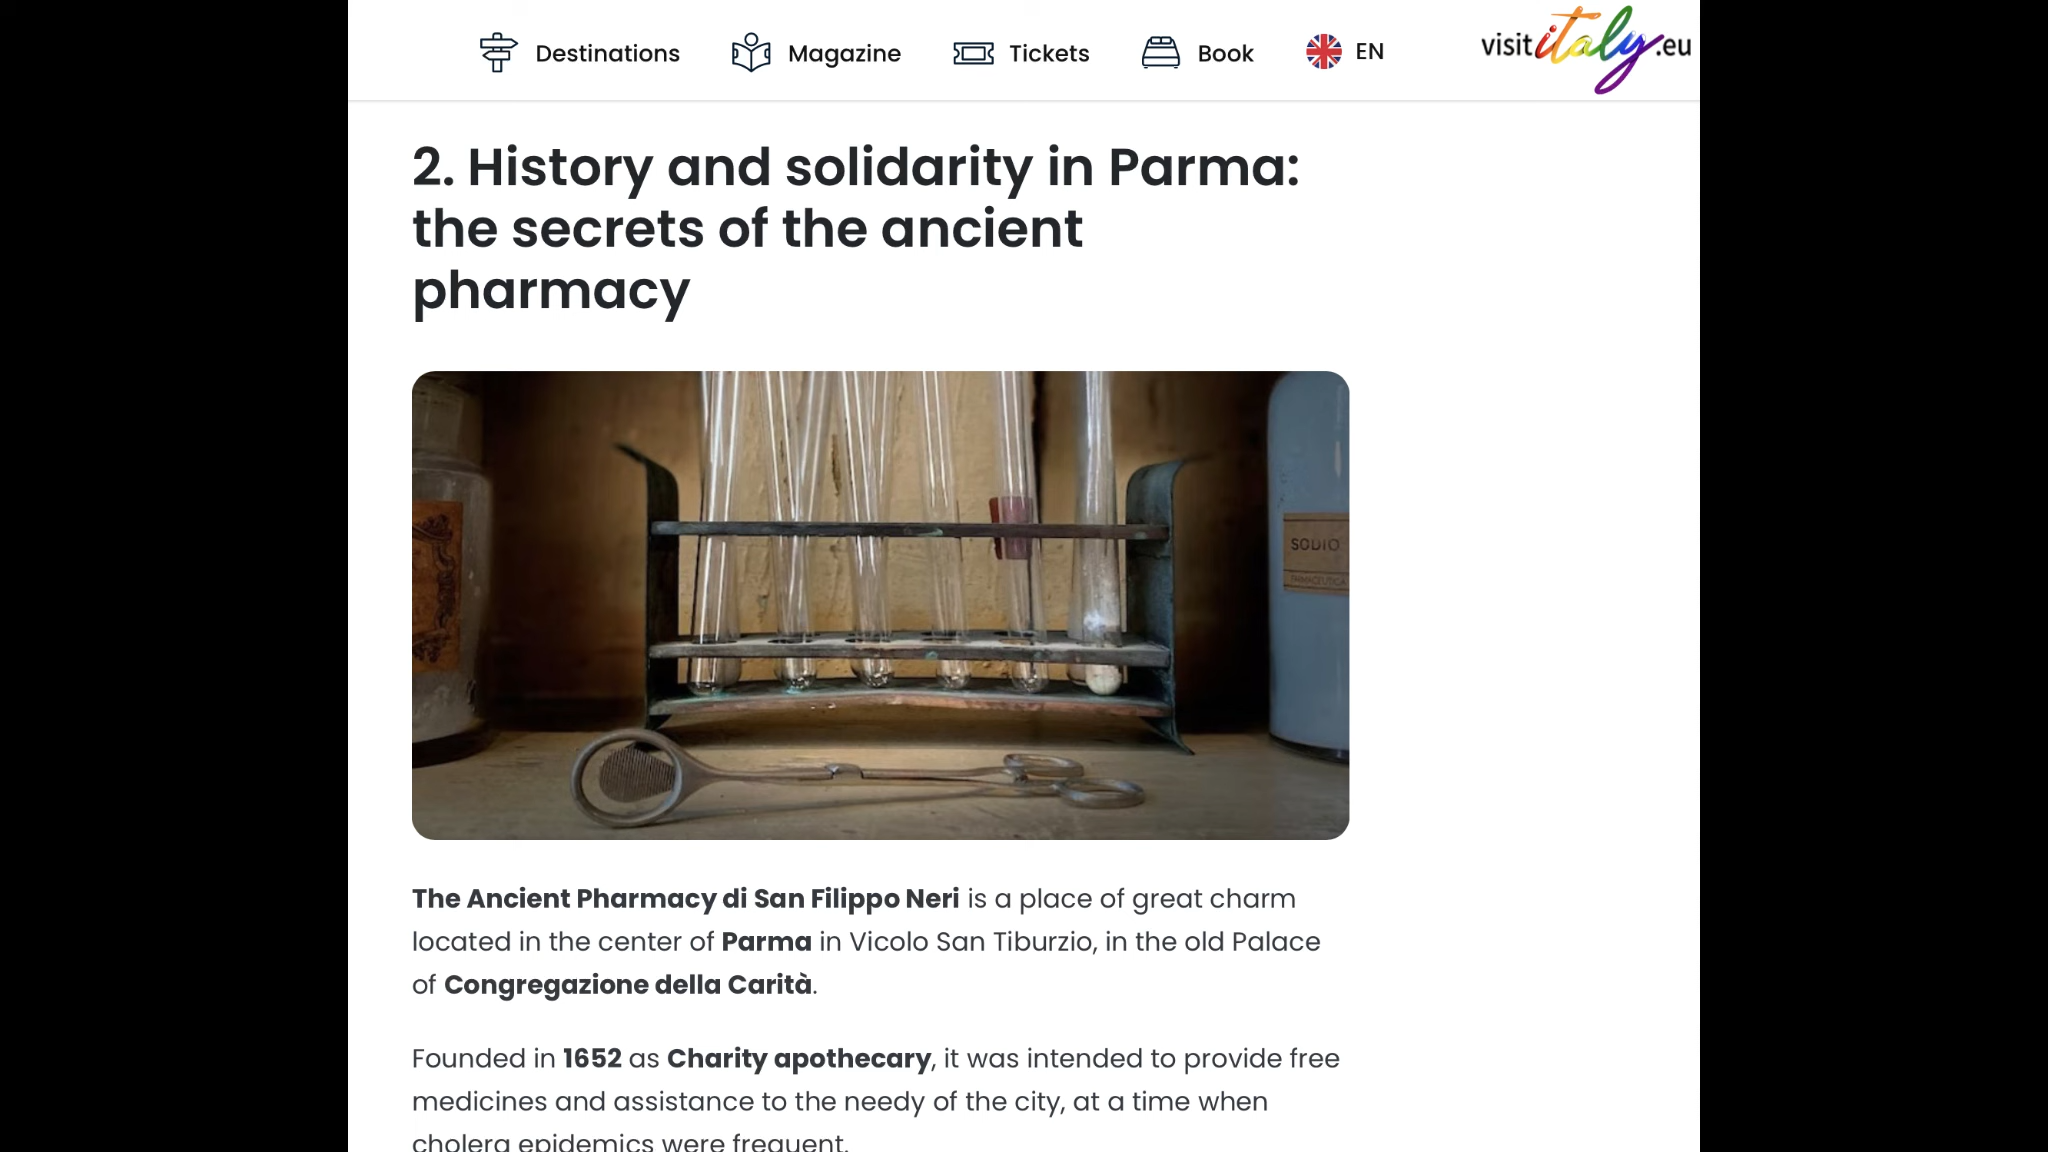 Destinations
Magazine
Tickets
Book
EN
visititaly.eu
2. History and solidarity in Parma:
the secrets of the ancient
pharmacy
SODIO
FARMACEUTICA
The Ancient Pharmacy di San Filippo Neri is a place of great charm
located in the center of Parma in Vicolo San Tiburzio, in the old Palace
of Congregazione della Carità.
Founded in 1652 as Charity apothecary, it was intended to provide free
medicines and assistance to the needy of the city, at a time when
cholera epidemics were frequent.